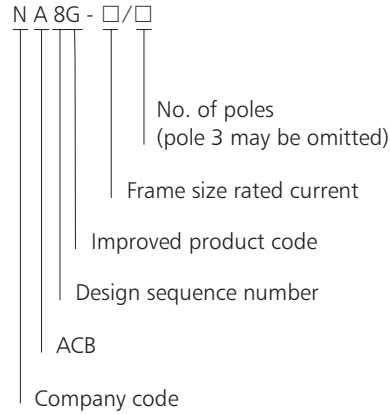 N A 8G - □/□
No. of poles
(pole 3 may be omitted)
Frame size rated current
Improved product code
Design sequence number
ACB
Company code